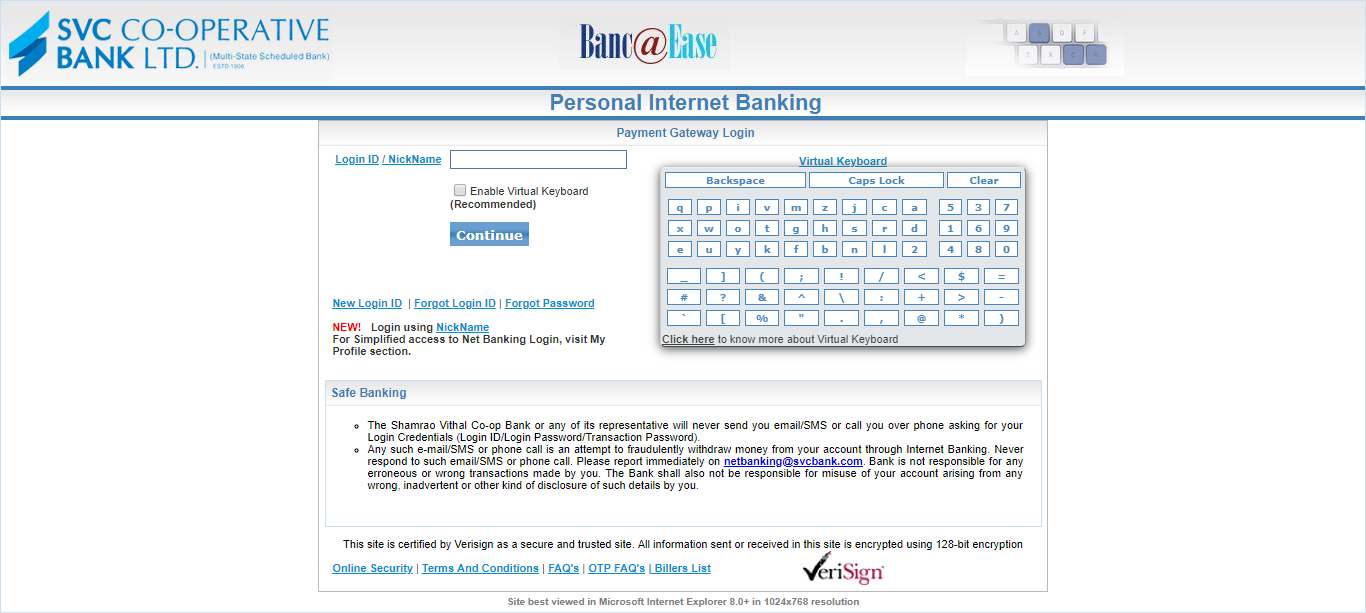 SVC CO-OPERATIVE
BANK LTD. (Multi-State Scheduled Bank)
ESTD.1906
Banc@Ease
A S D F
Z X C
Personal Internet Banking
Payment Gateway Login
Login ID / NickName
Enable Virtual Keyboard
(Recommended)
Continue
New Login ID | Forgot Login ID | Forgot Password
NEW! Login using NickName
For Simplified access to Net Banking Login, visit My
Profile section.
Virtual Keyboard
Backspace Caps Lock Clear
q p i v m z j c a 5 3 7
x w o t g h s r d 1 6 9
e u y k f b n l 2 4 8 0
_ ] ( ; ! / < $ =
# ? & ^ \ : + > -
` [ % " . , @ * )
Click here to know more about Virtual Keyboard
Safe Banking
The Shamrao Vithal Co-op Bank or any of its representative will never send you email/SMS or call you over phone asking for your
Login Credentials (Login ID/Login Password/Transaction Password).
Any such e-mail/SMS or phone call is an attempt to fraudulently withdraw money from your account through Internet Banking. Never
respond to such email/SMS or phone call. Please report immediately on netbanking@svcbank.com. Bank is not responsible for any
erroneous or wrong transactions made by you. The Bank shall also not be responsible for misuse of your account arising from any
wrong, inadvertent or other kind of disclosure of such details by you.
This site is certified by Verisign as a secure and trusted site. All information sent or received in this site is encrypted using 128-bit encryption
Online Security | Terms And Conditions | FAQ's | OTP FAQ's | Billers List
VeriSign
Site best viewed in Microsoft Internet Explorer 8.0+ in 1024x768 resolution